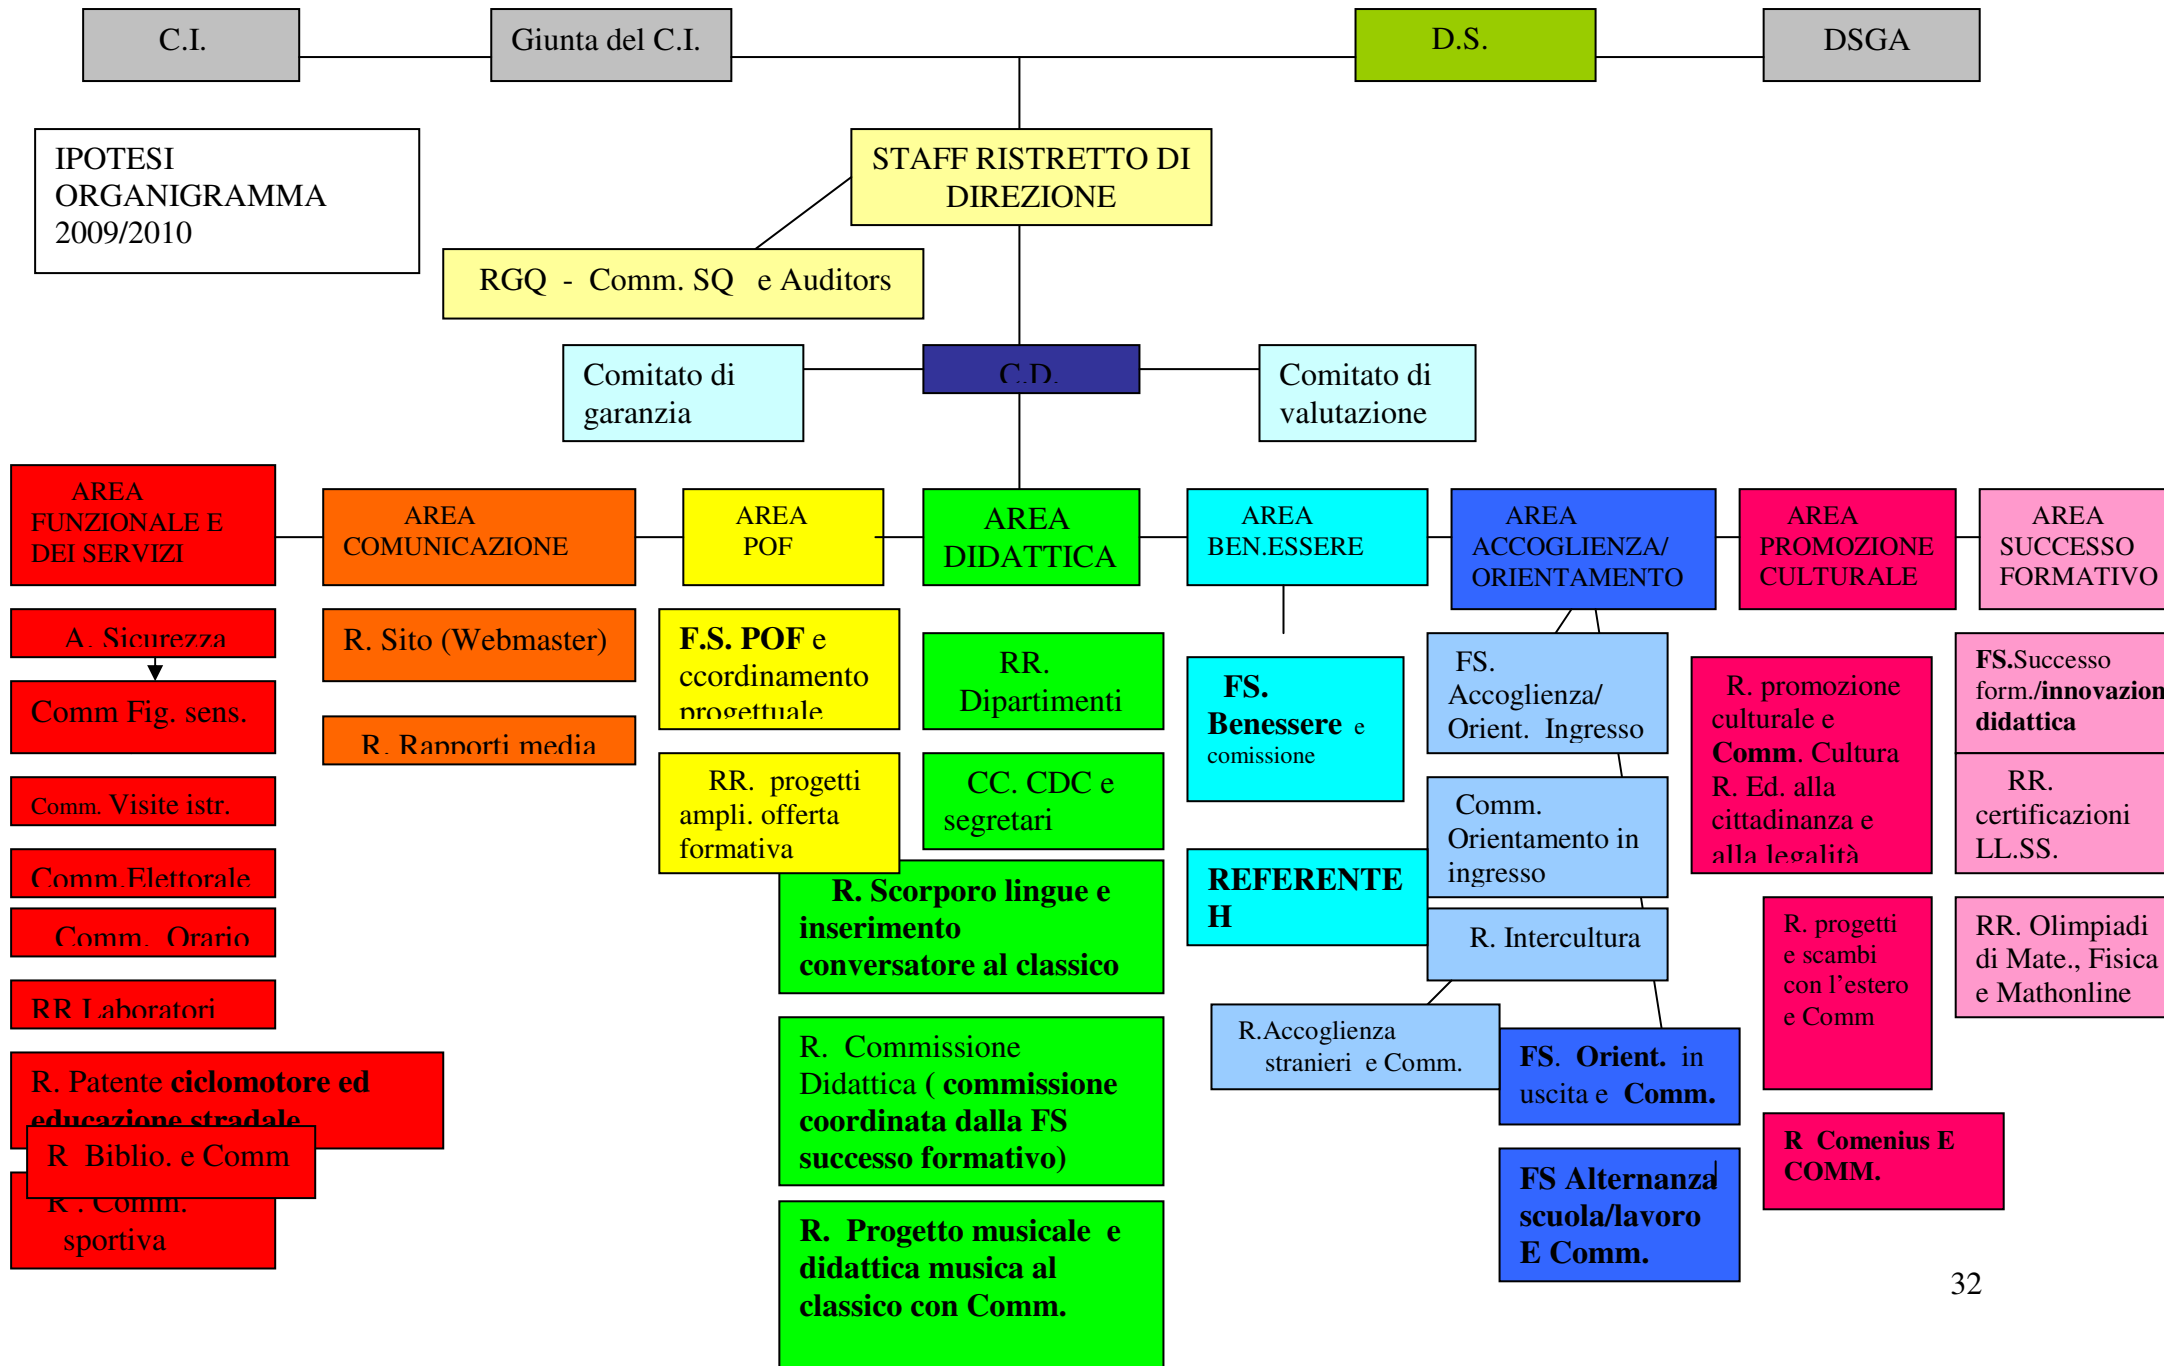 C.I.
Giunta del C.I.
D.S.
DSGA
IPOTESI
ORGANIGRAMMA
2009/2010
STAFF RISTRETTO DI
DIREZIONE
RGQ - Comm. SQ e Auditors
Comitato di
garanzia
C.D.
Comitato di
valutazione
AREA
FUNZIONALE E
DEI SERVIZI
AREA
COMUNICAZIONE
AREA
POF
AREA
DIDATTICA
AREA
BEN.ESSERE
AREA
ACCOGLIENZA/
ORIENTAMENTO
AREA
PROMOZIONE
CULTURALE
AREA
SUCCESSO
FORMATIVO
A. Sicurezza
Comm Fig. sens.
Comm. Visite istr.
Comm.Elettorale
Comm. Orario
RR Laboratori
R. Patente ciclomotore ed
educazione stradale
R Biblio. e Comm
R . Comm.
sportiva
R. Sito (Webmaster)
R. Rapporti media
F.S. POF e
ccordinamento
progettuale
RR. progetti
ampli. offerta
formativa
RR.
Dipartimenti
CC. CDC e
segretari
R. Scorporo lingue e
inserimento
conversatore al classico
R. Commissione
Didattica ( commissione
coordinata dalla FS
successo formativo)
R. Progetto musicale e
didattica musica al
classico con Comm.
FS.
Benessere e
comissione
REFERENTE
H
FS.
Accoglienza/
Orient. Ingresso
Comm.
Orientamento in
ingresso
R. Intercultura
R.Accoglienza
stranieri e Comm.
FS. Orient. in
uscita e Comm.
FS Alternanza
scuola/lavoro
E Comm.
R. promozione
culturale e
Comm. Cultura
R. Ed. alla
cittadinanza e
alla legalità
R. progetti
e scambi
con l'estero
e Comm
R Comenius E
COMM.
FS.Successo
form./innovazion
didattica
RR.
certificazioni
LL.SS.
RR. Olimpiadi
di Mate., Fisica
e Mathonline
32